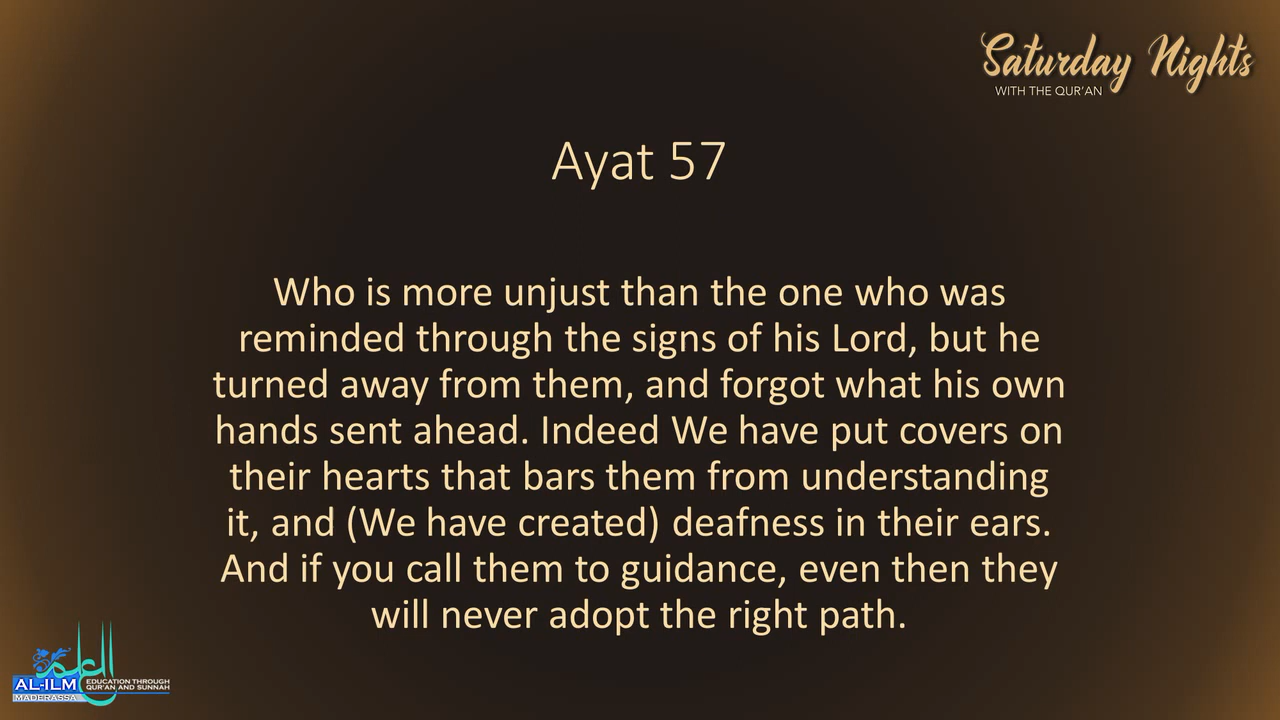 Saturday Nights
WITH THE QUR'AN
Ayat 57
Who is more unjust than the one who was
reminded through the signs of his Lord, but he
turned away from them, and forgot what his own
hands sent ahead. Indeed We have put covers on
their hearts that bars them from understanding
it, and (We have created) deafness in their ears.
And if you call them to guidance, even then they
will never adopt the right path.
العلم
AL-ILM
MADERASSA
EDUCATION THROUGH
QUR'AN AND SUNNAH